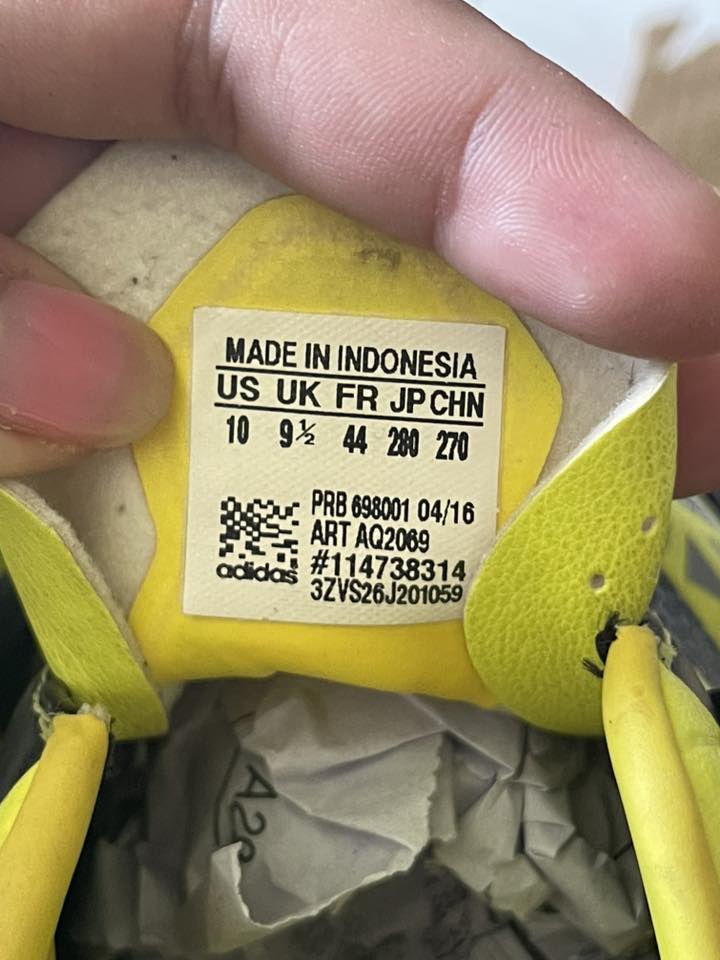 MADE IN INDONESIA
US UK FR JP CHN
10 9½ 44 280 270
PRB 698001 04/16
ART AQ2069
#114738314
3ZVS26J201059
adidas